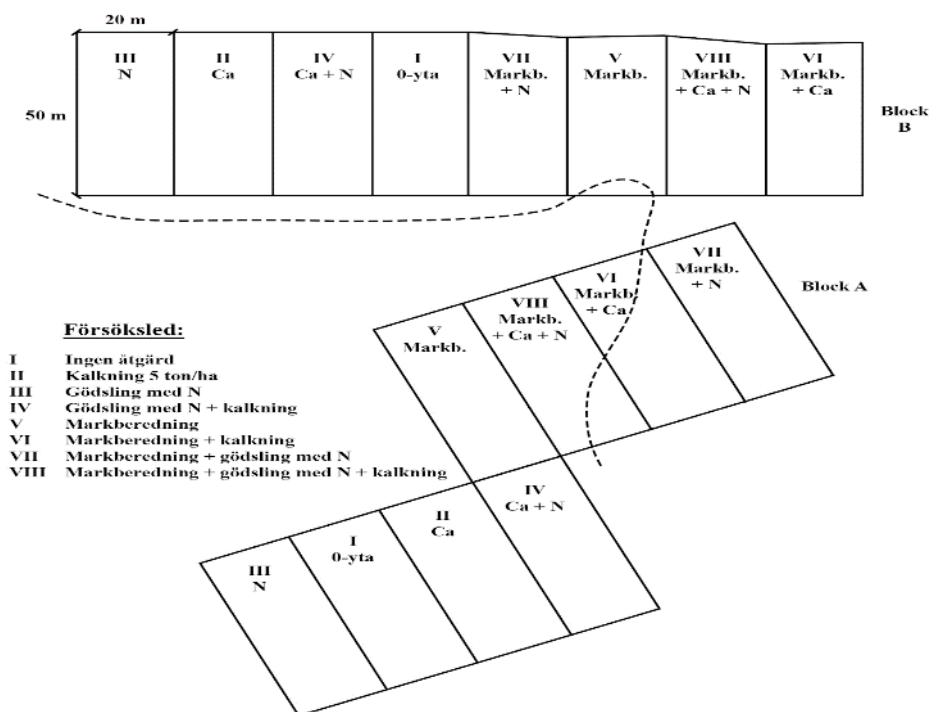 20 m
50 m
III
N
II
Ca
IV
Ca + N
I
0-yta
VII
Markb.
+ N
V
Markb.
VIII
Markb.
+ Ca + N
VI
Markb.
+ Ca
Block
B
V
Markb.
VIII
Markb.
+ Ca + N
VI
Markb.
+ Ca
VII
Markb.
+ N
Block A
Försöksled:
I Ingen åtgärd
II Kalkning 5 ton/ha
III Gödsling med N
IV Gödsling med N + kalkning
V Markberedning
VI Markberedning + kalkning
VII Markberedning + gödsling med N
VIII Markberedning + gödsling med N + kalkning
III
N
I
0-yta
II
Ca
IV
Ca + N